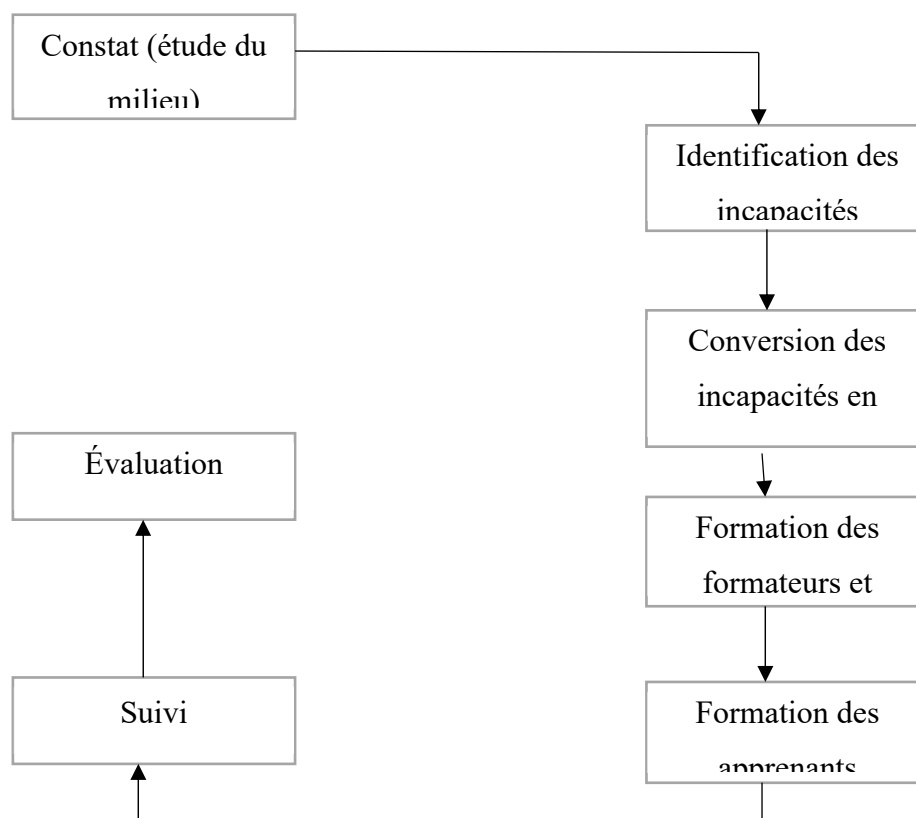 Constat (étude du
milieu)
Identification des
incapacités
Conversion des
incapacités en
Formation des
formateurs et
Formation des
apprenants
Suivi
Évaluation